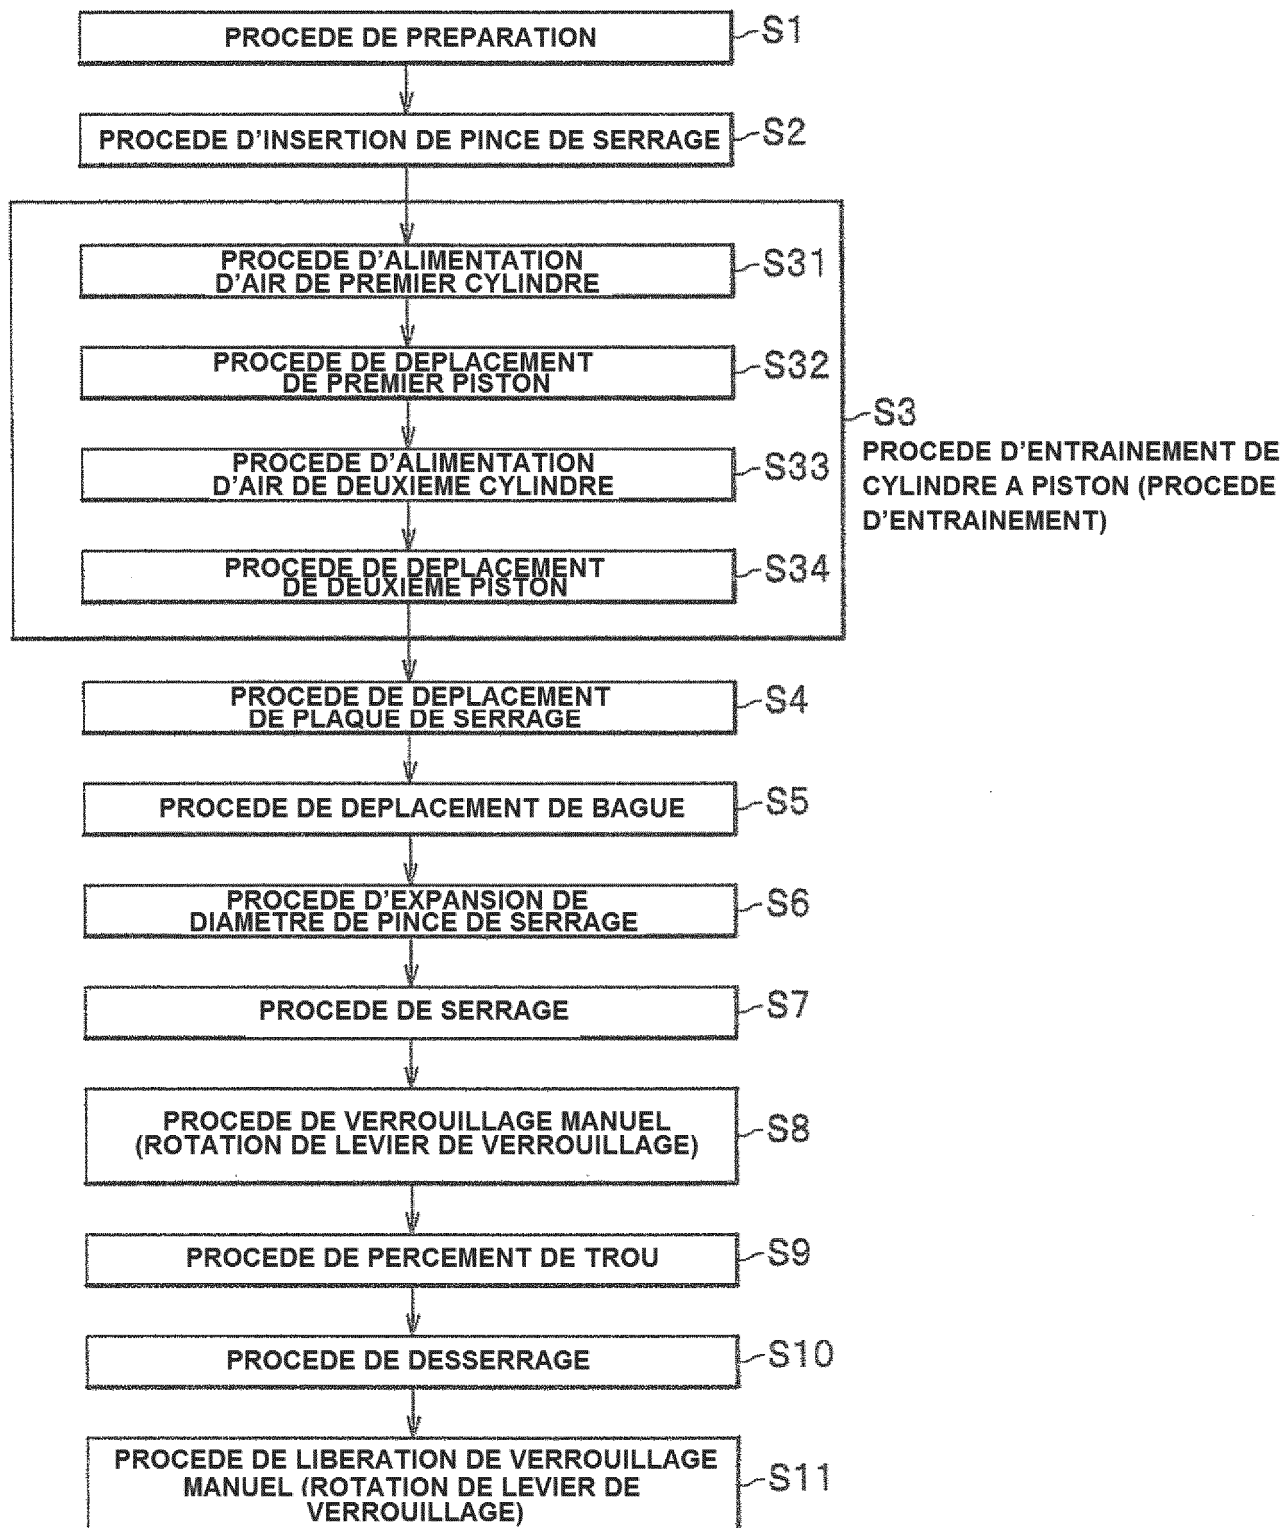 PROCEDE DE PREPARATION
S1
PROCEDE D'INSERTION DE PINCE DE SERRAGE
S2
PROCEDE D'ALIMENTATION
D'AIR DE PREMIER CYLINDRE
S31
PROCEDE DE DEPLACEMENT
DE PREMIER PISTON
S32
PROCEDE D'ALIMENTATION
D'AIR DE DEUXIEME CYLINDRE
S33
PROCEDE DE DEPLACEMENT
DE DEUXIEME PISTON
S34
S3
PROCEDE D'ENTRAINEMENT DE
CYLINDRE A PISTON (PROCEDE
D'ENTRAINEMENT)
PROCEDE DE DEPLACEMENT
DE PLAQUE DE SERRAGE
S4
PROCEDE DE DEPLACEMENT DE BAGUE
S5
PROCEDE D'EXPANSION DE
DIAMETRE DE PINCE DE SERRAGE
S6
PROCEDE DE SERRAGE
S7
PROCEDE DE VERROUILLAGE MANUEL
(ROTATION DE LEVIER DE VERROUILLAGE)
S8
PROCEDE DE PERCEMENT DE TROU
S9
PROCEDE DE DESSERRAGE
S10
PROCEDE DE LIBERATION DE VERROUILLAGE
MANUEL (ROTATION DE LEVIER DE
VERROUILLAGE)
S11